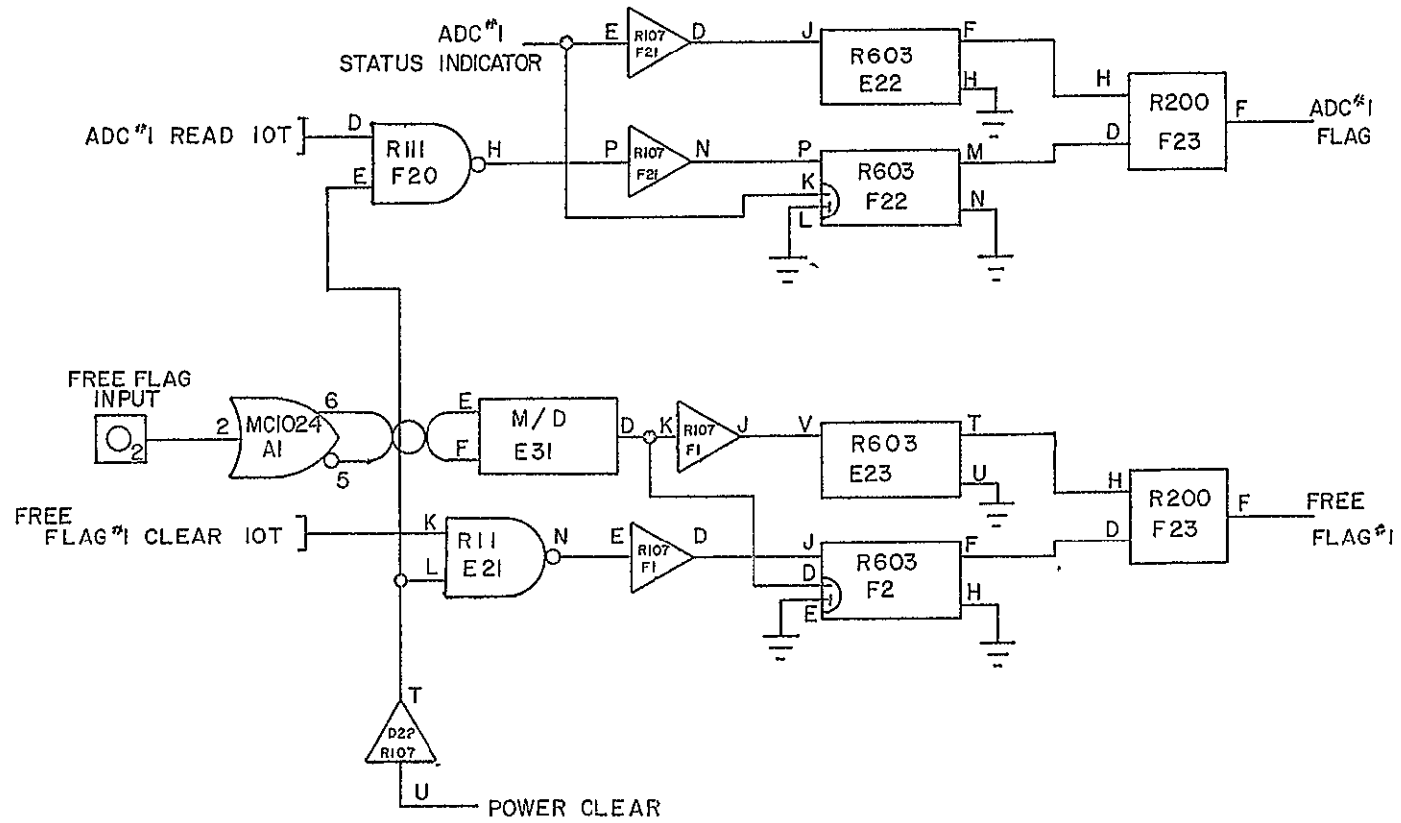 ADC #1
STATUS INDICATOR
E
R107
F21
D
J
R603
E22
F
H
H
R200
F23
D
F
ADC #1
FLAG
ADC #1 READ IOT
D
E
R111
F20
H
P
R107
F21
N
P
K
L
R603
F22
M
N
FREE FLAG
INPUT
2
2
MC1024
A1
6
5
E
F
M/D
E31
D
K
R107
F1
J
V
R603
E23
T
U
H
R200
F23
D
F
FREE
FLAG #1
FREE
FLAG #1 CLEAR IOT
K
L
R11
E21
N
E
R107
F1
D
J
D
E
R603
F2
F
H
T
D22
R107
U
POWER CLEAR